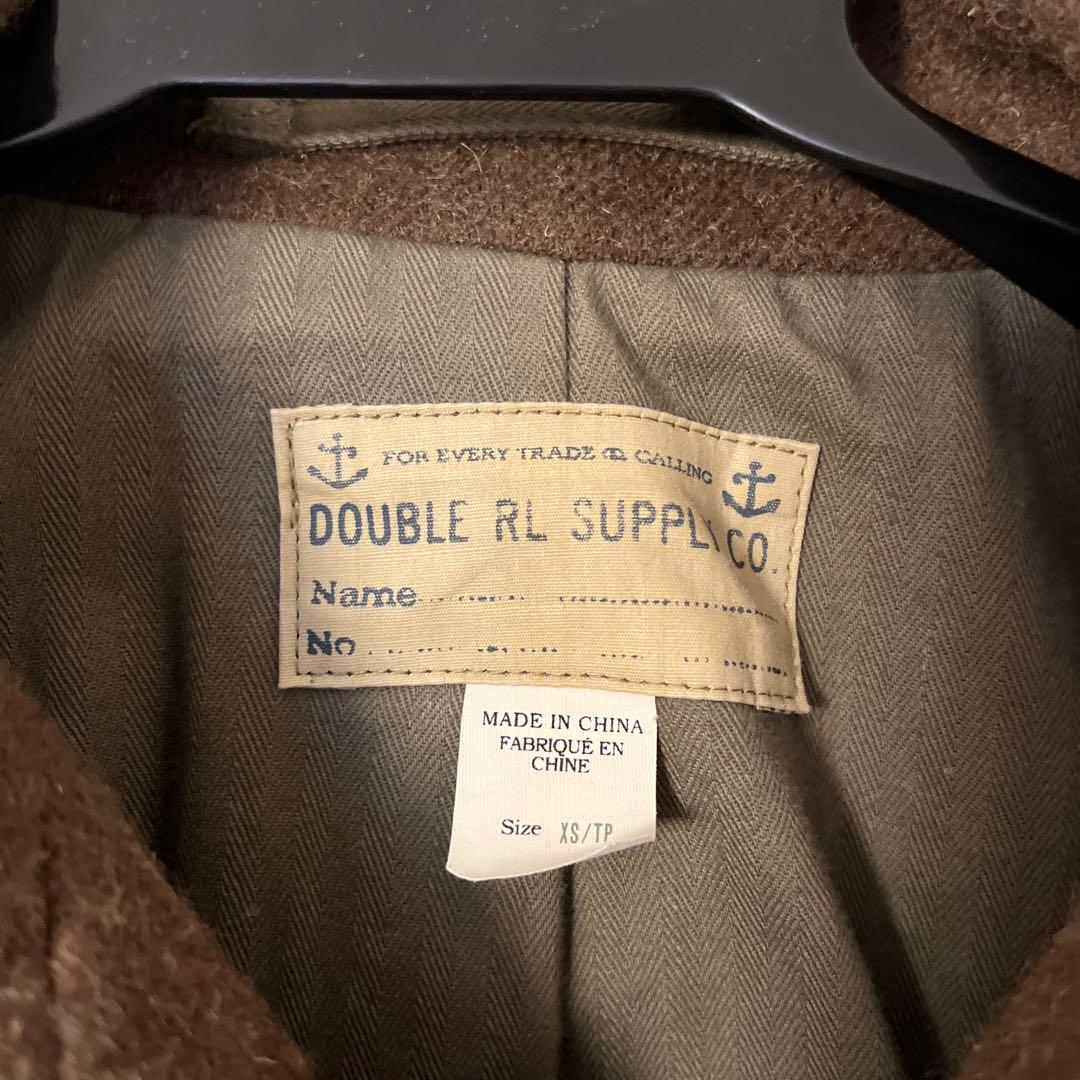 FOR EVERY TRADE OR CALLING
DOUBLE RL SUPPLY CO.
Name
No
MADE IN CHINA
FABRIQUÉ EN
CHINE
Size XS/TP